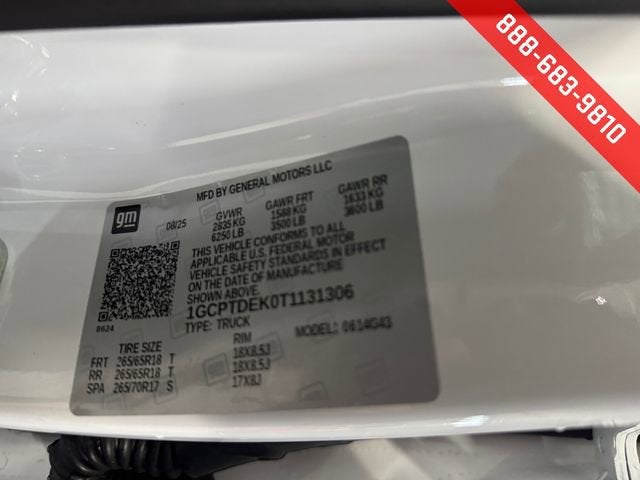 888-683-9810
MFD BY GENERAL MOTORS LLC
gm
08/25 GVWR GAWR FRT GAWR RR
2835 KG 1588 KG 1633 KG
6250 LB 3500 LB 3600 LB
THIS VEHICLE CONFORMS TO ALL
APPLICABLE U.S. FEDERAL MOTOR
VEHICLE SAFETY STANDARDS IN EFFECT
ON THE DATE OF MANUFACTURE
SHOWN ABOVE.
1GCPTDEK0T1131306
TYPE: TRUCK MODEL:
8624
TIRE SIZE RIM
FRT 265/65R18 T 18X8.5J
RR 265/65R18 T 18X8.5J
SPA 265/70R17 S 17X8J